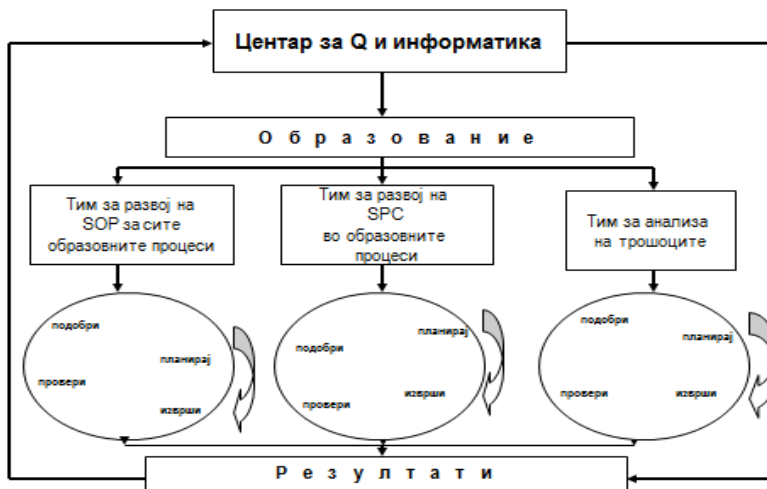 Центар за Q и информатика
О б р а з о в а н и е
Тим за развој на
SOP за сите
образовните процеси
Тим за развој на
SPC
во образовните
процеси
Тим за анализа
на трошоците
подобри
планирај
провери
изврши
подобри
планирај
провери
изврши
подобри
планирај
провери
изврши
Р е з у л т а т и